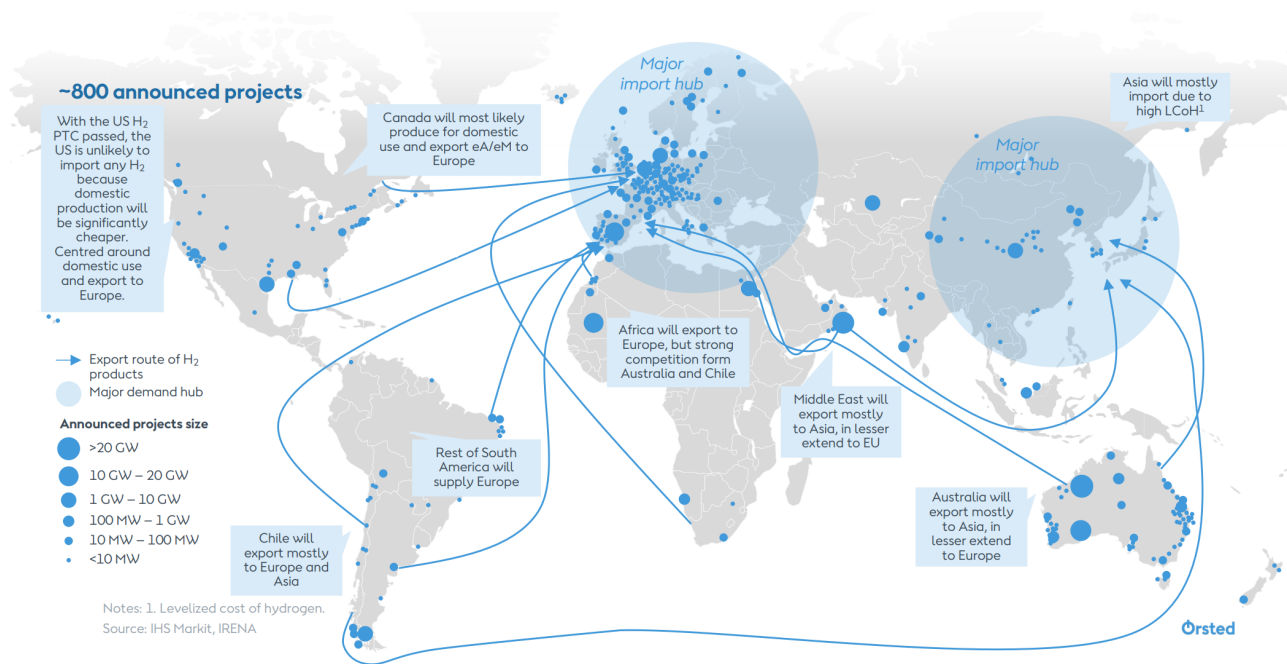 ~800 announced projects
With the US H₂
PTC passed, the
US is unlikely to
import any H₂
because
domestic
production will
be significantly
cheaper.
Centred around
domestic use
and export to
Europe.
Canada will most likely
produce for domestic
use and export eA/eM to
Europe
Major
import hub
Asia will mostly
import due to
high LCoH¹
Major
import hub
Export route of H₂
products
Major demand hub
Announced projects size
>20 GW
10 GW – 20 GW
1 GW – 10 GW
100 MW – 1 GW
10 MW – 100 MW
<10 MW
Africa will export to
Europe, but strong
competition form
Australia and Chile
Middle East will
export mostly
to Asia, in
lesser extend to EU
Rest of South
America will
supply Europe
Chile will
export mostly
to Europe and
Asia
Australia will
export mostly
to Asia, in
lesser extend
to Europe
Notes: 1. Levelized cost of hydrogen.
Source: IHS Markit, IRENA
Ørsted